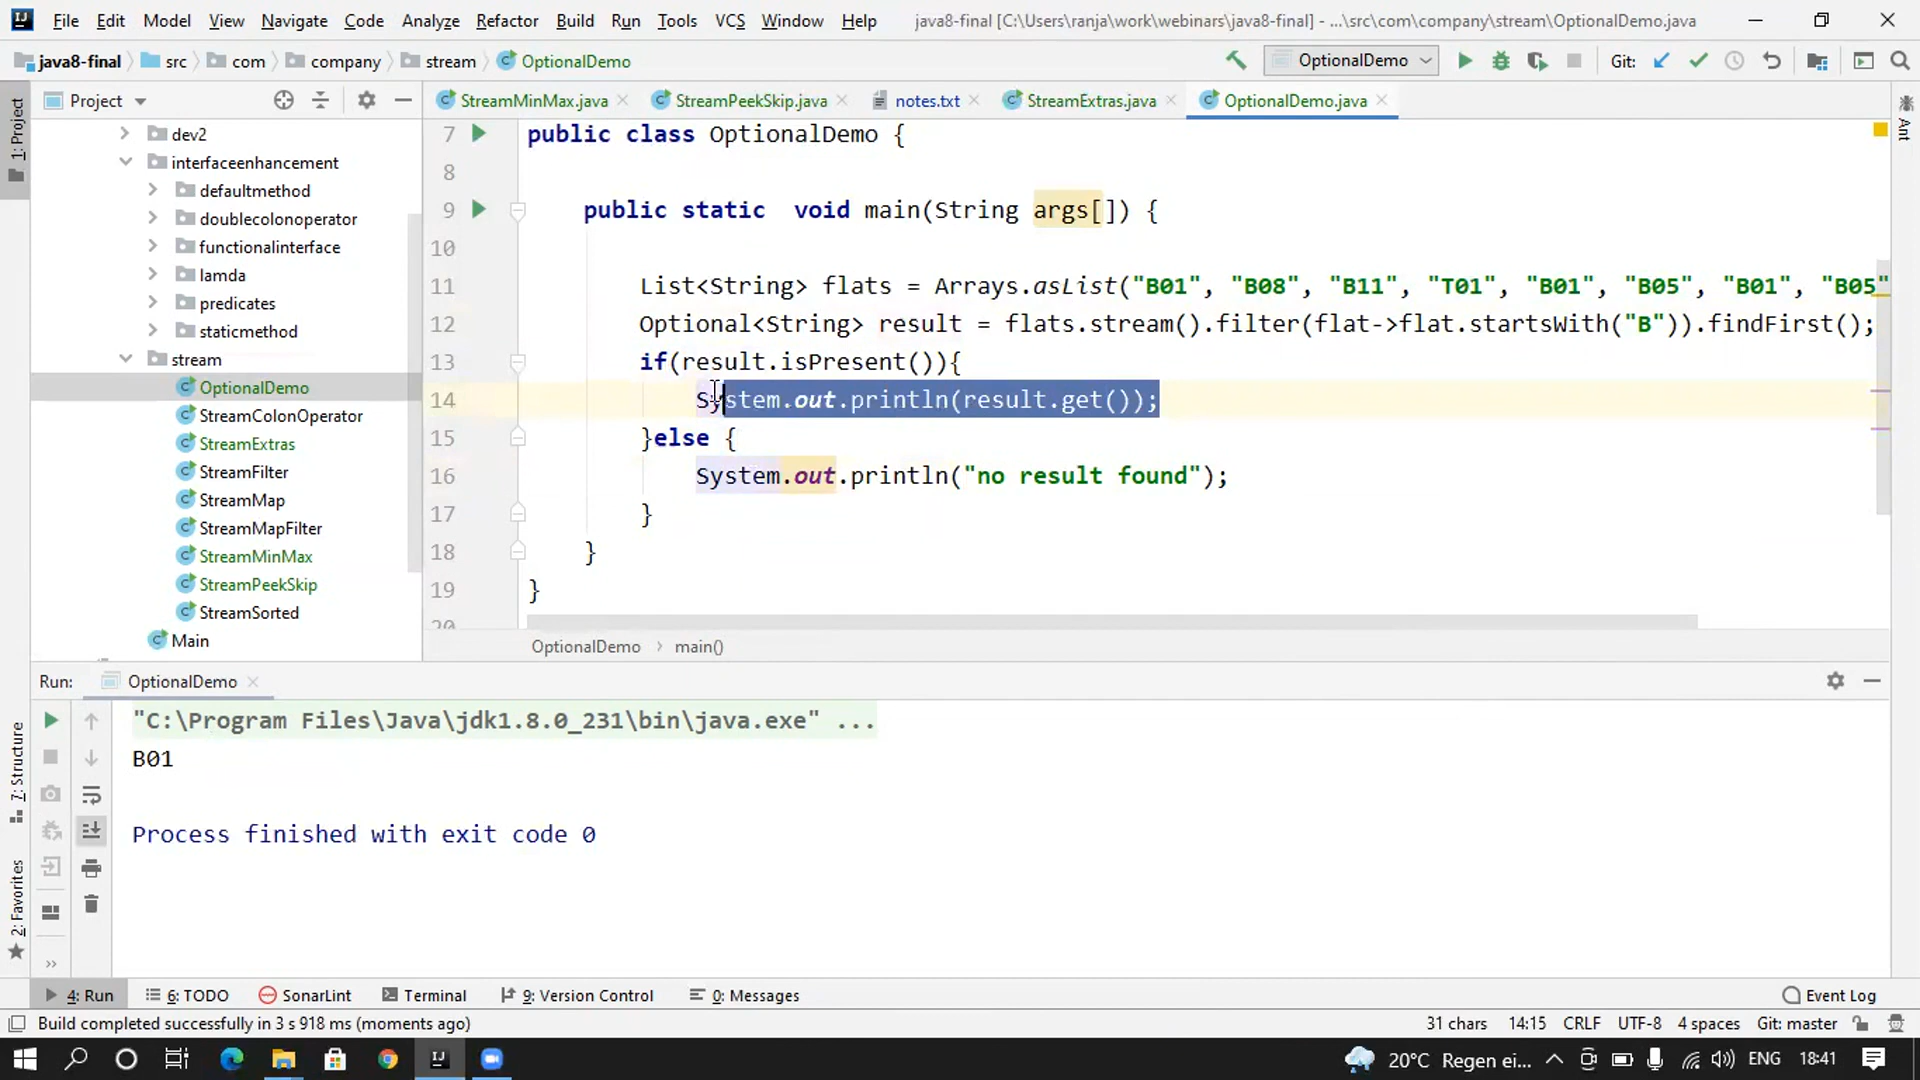 File Edit Model View Navigate Code Analyze Refactor Build Run Tools VCS Window Help java8-final [C:\Users\ranja\work\webinars\java8-final] - ...\src\com\company\stream\OptionalDemo.java
java8-final src com company stream OptionalDemo OptionalDemo Git:
Project StreamMinMax.java StreamPeekSkip.java notes.txt StreamExtras.java OptionalDemo.java
1: Project
Ant
dev2
interfaceenhancement
defaultmethod
doublecolonoperator
functionalinterface
lamda
predicates
staticmethod
stream
OptionalDemo
StreamColonOperator
StreamExtras
StreamFilter
StreamMap
StreamMapFilter
StreamMinMax
StreamPeekSkip
StreamSorted
Main
7 public class OptionalDemo {
8
9 public static  void main(String args[]) {
10
11 List<String> flats = Arrays.asList("B01", "B08", "B11", "T01", "B01", "B05", "B01", "B05"
12 Optional<String> result = flats.stream().filter(flat->flat.startsWith("B")).findFirst();
13 if(result.isPresent()){
14 System.out.println(result.get());
15 }else {
16 System.out.println("no result found");
17 }
18 }
19 }
20
OptionalDemo main()
Run: OptionalDemo
"C:\Program Files\Java\jdk1.8.0_231\bin\java.exe" ...
B01
Process finished with exit code 0
7: Structure
2: Favorites
4: Run 6: TODO SonarLint Terminal 9: Version Control 0: Messages Event Log
Build completed successfully in 3 s 918 ms (moments ago) 31 chars 14:15 CRLF UTF-8 4 spaces Git: master
20°C Regen ei... ENG 18:41